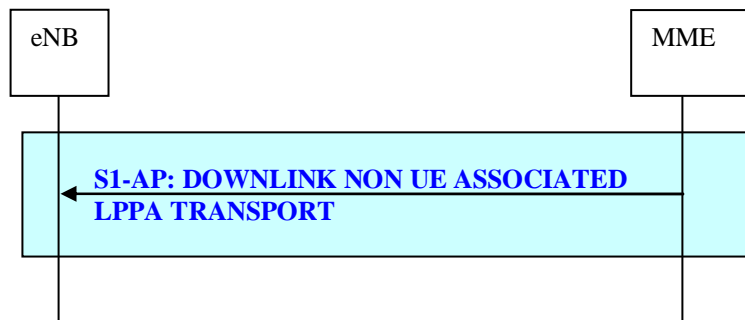 eNB
MME
S1-AP: DOWNLINK NON UE ASSOCIATED
LPPA TRANSPORT